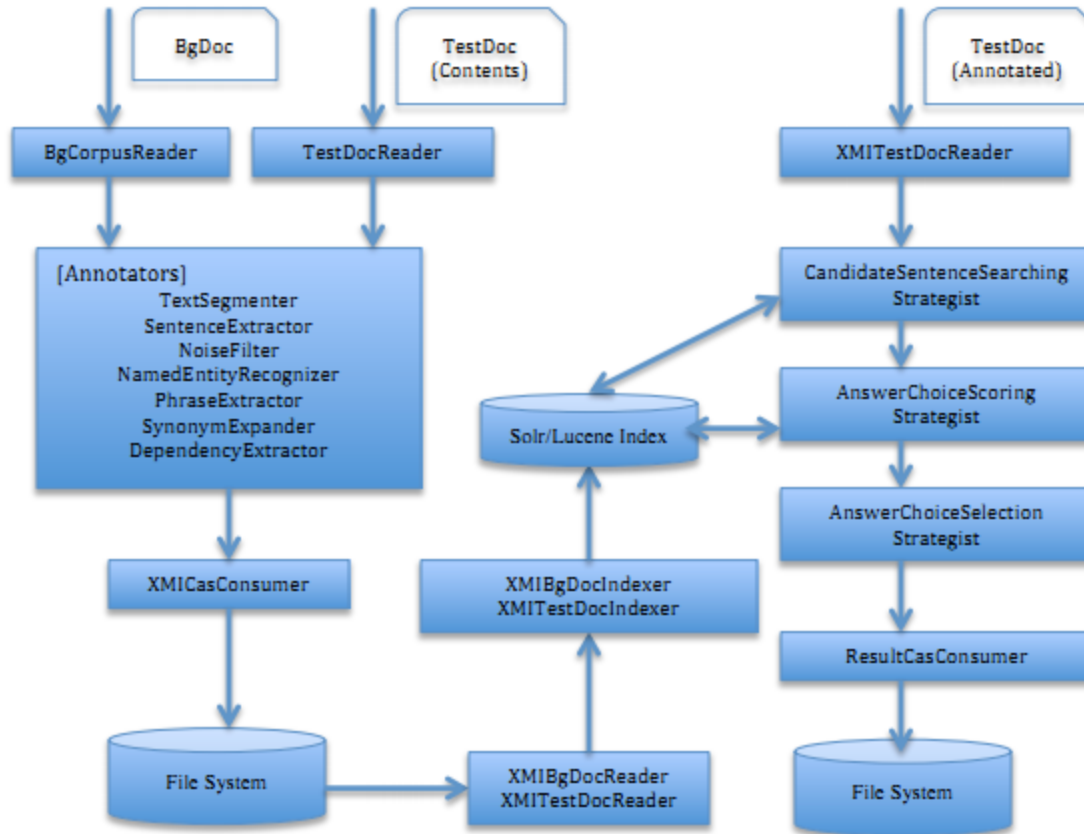 BgDoc
TestDoc
(Contents)
TestDoc
(Annotated)
BgCorpusReader
TestDocReader
XMITestDocReader
[Annotators]
TextSegmenter
SentenceExtractor
NoiseFilter
NamedEntityRecognizer
PhraseExtractor
SynonymExpander
DependencyExtractor
CandidateSentenceSearching
Strategist
AnswerChoiceScoring
Strategist
Solr/Lucene Index
AnswerChoiceSelection
Strategist
XMICasConsumer
XMIBgDocIndexer
XMITestDocIndexer
ResultCasConsumer
File System
XMIBgDocReader
XMITestDocReader
File System